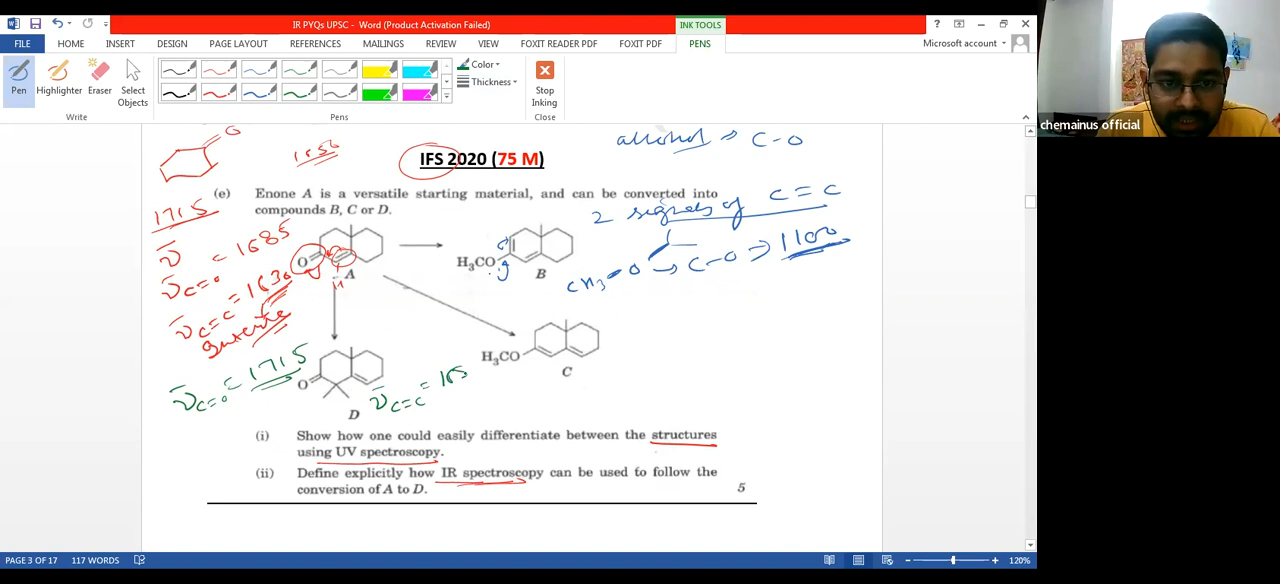 IR PYQs UPSC - Word (Product Activation Failed)
INK TOOLS
FILE HOME INSERT DESIGN PAGE LAYOUT REFERENCES MAILINGS REVIEW VIEW FOXIT READER PDF FOXIT PDF PENS
Microsoft account
Pen Highlighter Eraser Select Objects
Color
Thickness
Stop Inking
Write Pens Close
chemainus official
O
alcohol => C-O
IFS 2020 (75 M)
(e) Enone A is a versatile starting material, and can be converted into
compounds B, C or D.
2 signals of C=C
1715
ν̄ = 1685
ν̄C=O
ν̄C=C = 1630
O
A
H₃CO
B
CH₃-O → C-O => 1100
H₃CO
C
ν̄C=O = 1715
O
D
ν̄C=C = 165
(i) Show how one could easily differentiate between the structures
using UV spectroscopy.
(ii) Define explicitly how IR spectroscopy can be used to follow the
conversion of A to D.
5
PAGE 3 OF 17 117 WORDS
120%